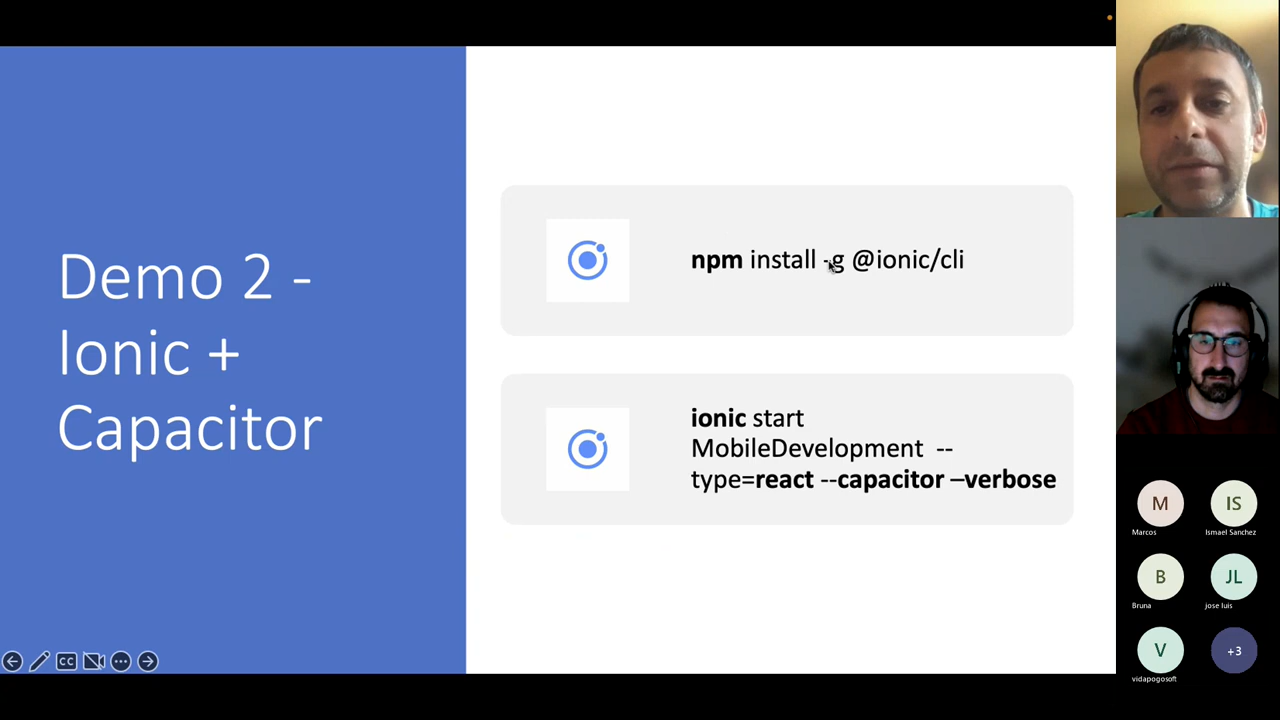 Demo 2 -
Ionic +
Capacitor
npm install -g @ionic/cli
ionic start
MobileDevelopment  --
type=react --capacitor –verbose
CC
M
IS
Marcos
Ismael Sanchez
B
JL
Bruna
jose luis
V
+3
vidapogosoft